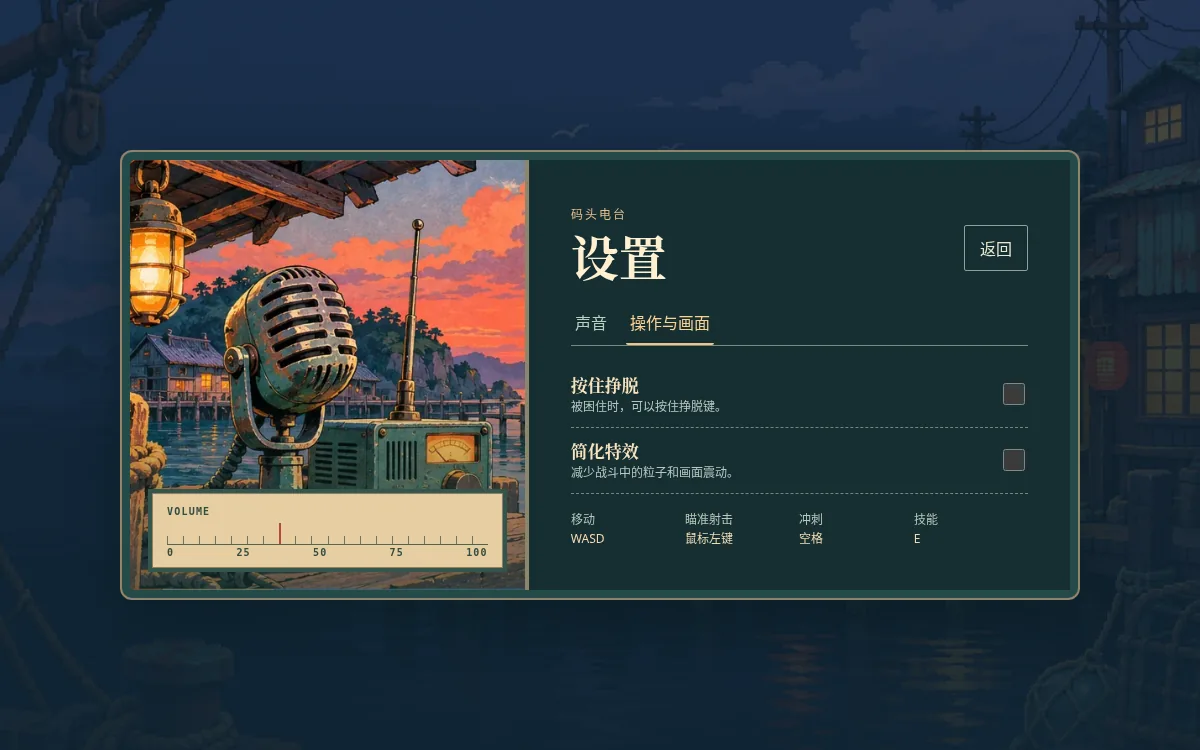 码头电台
设置
返回
声音 操作与画面
按住挣脱
被困住时，可以按住挣脱键。
简化特效
减少战斗中的粒子和画面震动。
移动 瞄准射击 冲刺 技能
WASD 鼠标左键 空格 E
VOLUME
0 25 50 75 100